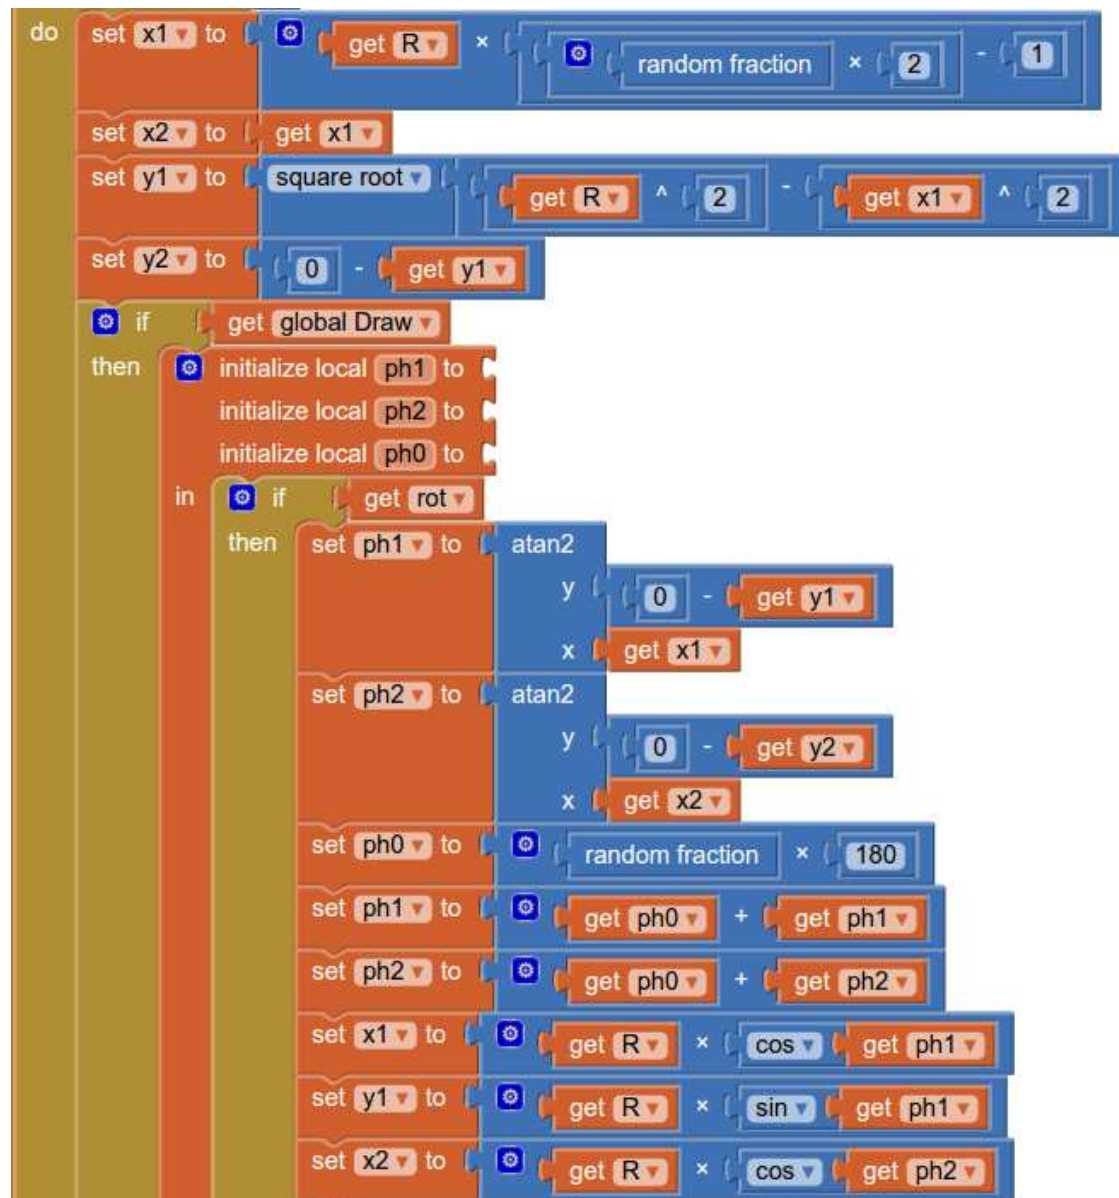 do set x1 to get R × random fraction × 2 - 1
set x2 to get x1
set y1 to square root get R ^ 2 - get x1 ^ 2
set y2 to 0 - get y1
if get global Draw
then initialize local ph1 to
initialize local ph2 to
initialize local ph0 to
in if get rot
then set ph1 to atan2
y 0 - get y1
x get x1
set ph2 to atan2
y 0 - get y2
x get x2
set ph0 to random fraction × 180
set ph1 to get ph0 + get ph1
set ph2 to get ph0 + get ph2
set x1 to get R × cos get ph1
set y1 to get R × sin get ph1
set x2 to get R × cos get ph2